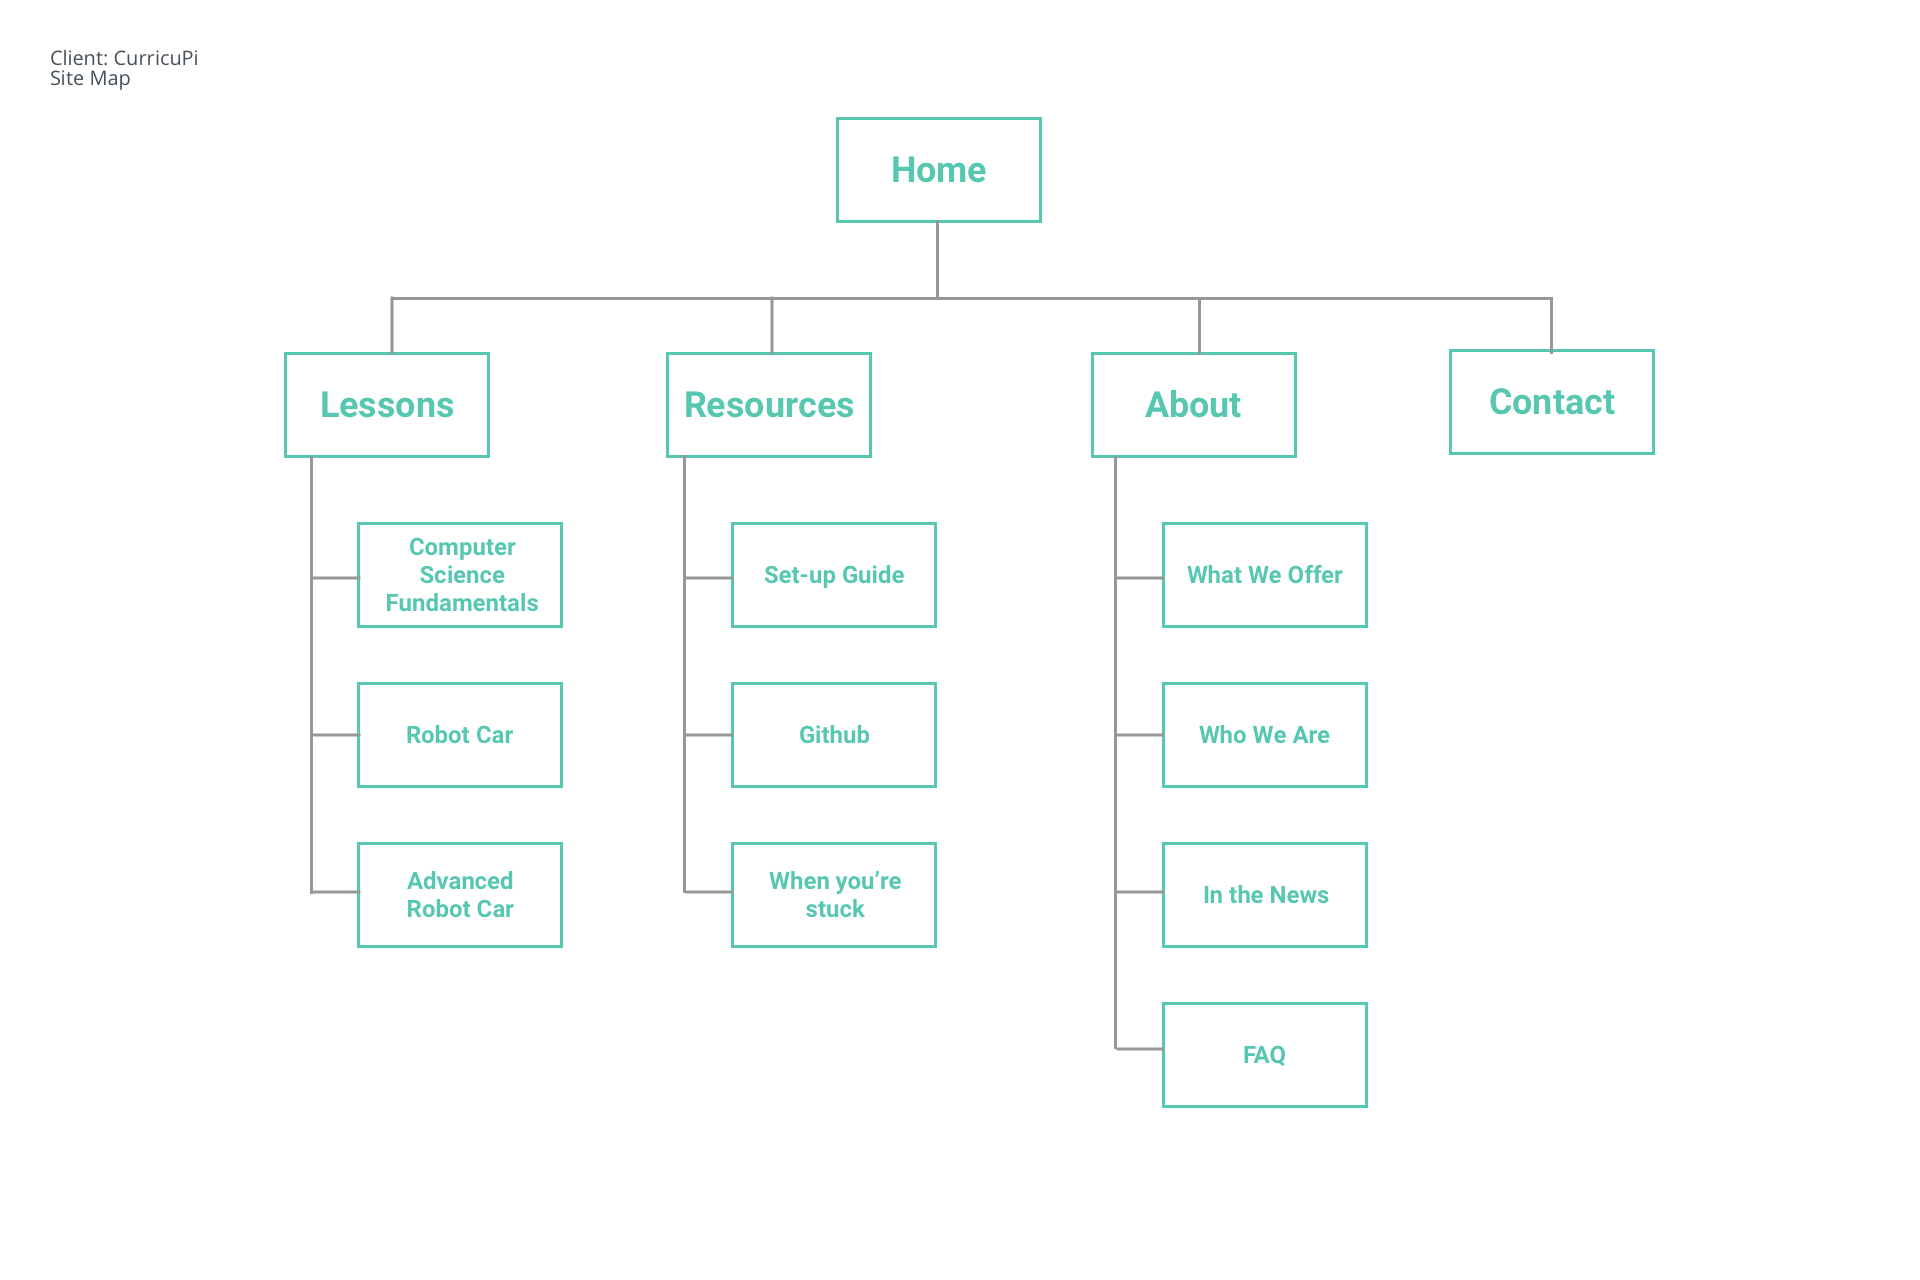 Client: CurricuPi
Site Map
Home
Lessons
Resources
About
Contact
Computer
Science
Fundamentals
Robot Car
Advanced
Robot Car
Set-up Guide
Github
When you’re
stuck
What We Offer
Who We Are
In the News
FAQ